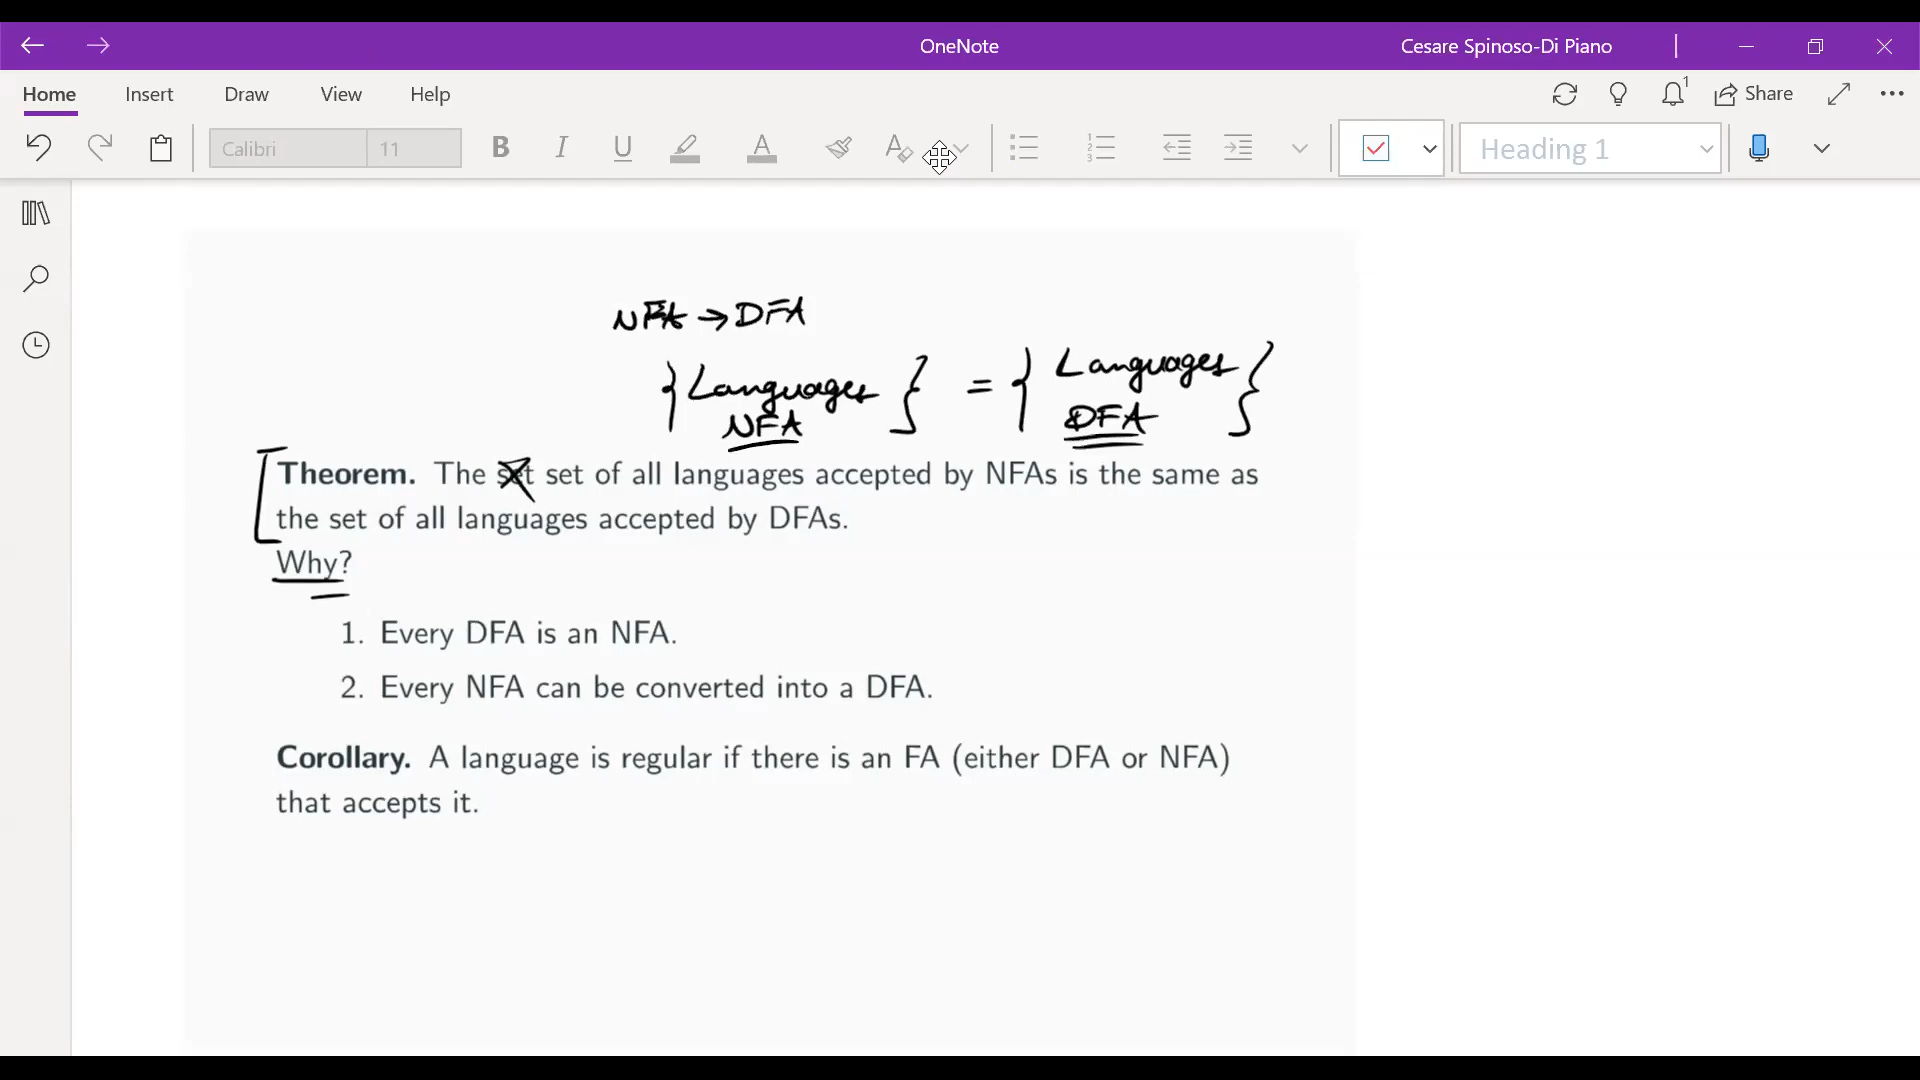 OneNote
Cesare Spinoso-Di Piano
Home Insert Draw View Help
1
Share
Calibri 11 B I U A A Heading 1
NFA → DFA
{ Languages NFA } = { Languages DFA }
Theorem. The set set of all languages accepted by NFAs is the same as
the set of all languages accepted by DFAs.
Why?
1. Every DFA is an NFA.
2. Every NFA can be converted into a DFA.
Corollary. A language is regular if there is an FA (either DFA or NFA)
that accepts it.